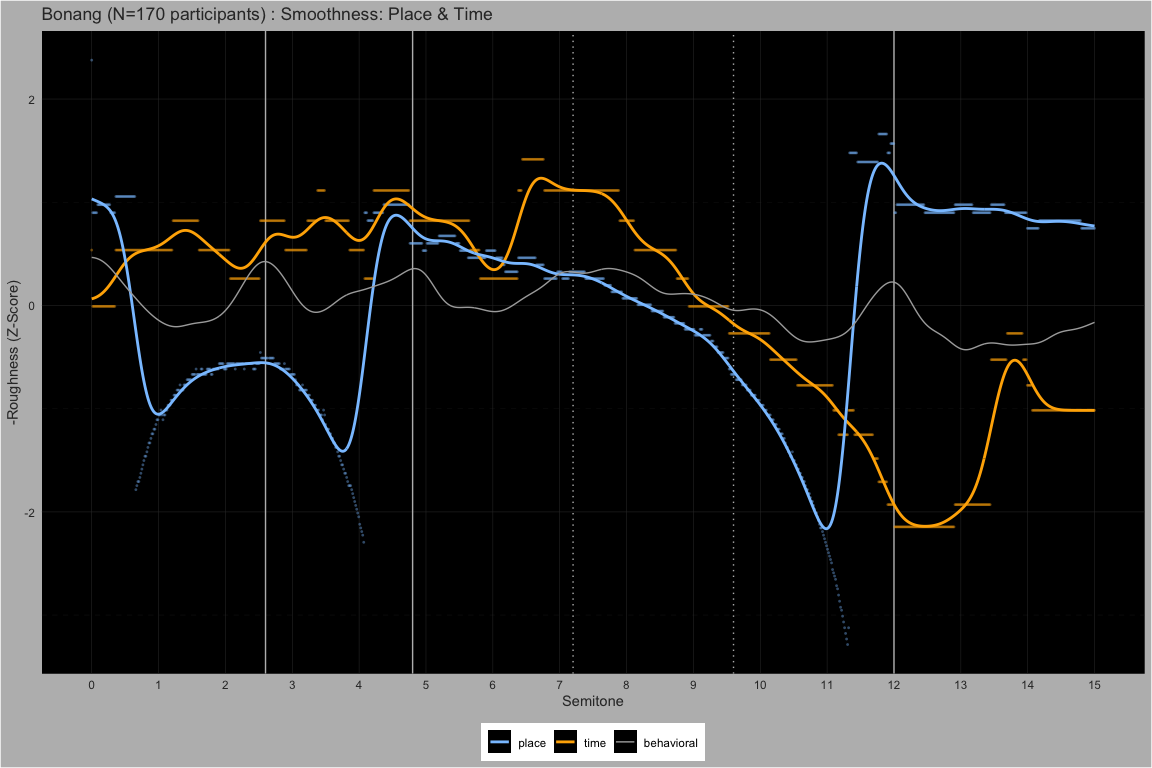 Bonang (N=170 participants) : Smoothness: Place & Time
-Roughness (Z-Score)
2
0
-2
0 1 2 3 4 5 6 7 8 9 10 11 12 13 14 15
Semitone
place time behavioral